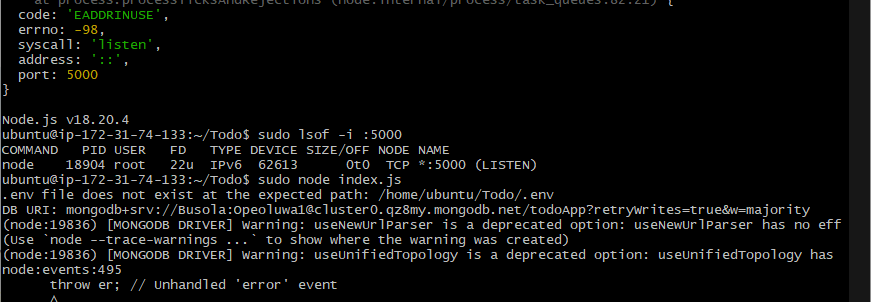 at process.processTicksAndRejections (node:internal/process/task_queues:82:21) {
  code: 'EADDRINUSE',
  errno: -98,
  syscall: 'listen',
  address: '::',
  port: 5000
}
Node.js v18.20.4
ubuntu@ip-172-31-74-133:~/Todo$ sudo lsof -i :5000
COMMAND   PID USER   FD   TYPE DEVICE SIZE/OFF NODE NAME
node    18904 root   22u  IPv6  62613      0t0  TCP *:5000 (LISTEN)
ubuntu@ip-172-31-74-133:~/Todo$ sudo node index.js
.env file does not exist at the expected path: /home/ubuntu/Todo/.env
DB URI: mongodb+srv://Busola:Opeoluwa1@cluster0.qz8my.mongodb.net/todoApp?retryWrites=true&w=majority
(node:19836) [MONGODB DRIVER] Warning: useNewUrlParser is a deprecated option: useNewUrlParser has no eff
(Use `node --trace-warnings ...` to show where the warning was created)
(node:19836) [MONGODB DRIVER] Warning: useUnifiedTopology is a deprecated option: useUnifiedTopology has
node:events:495
      throw er; // Unhandled 'error' event
      ^